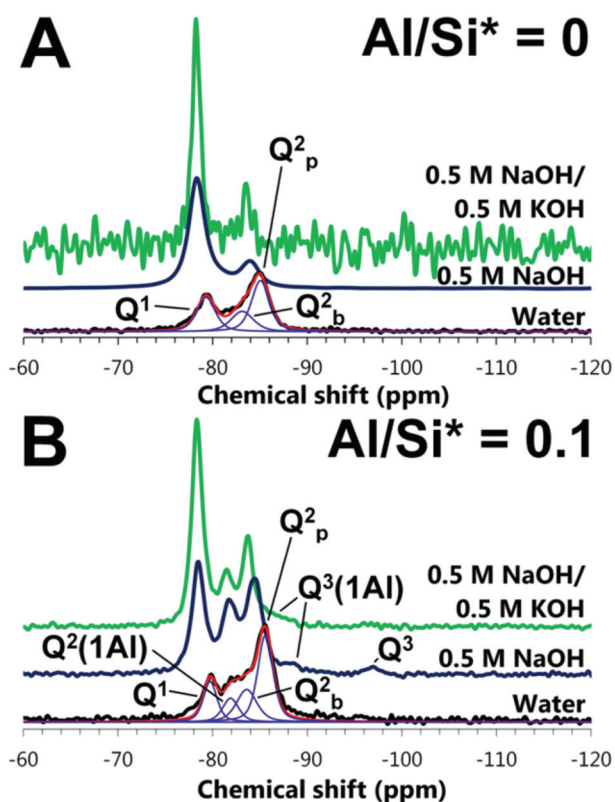 A
Al/Si* = 0
Q²p
0.5 M NaOH/
0.5 M KOH
0.5 M NaOH
Q¹
Q²b
Water
-60 -70 -80 -90 -100 -110 -120
Chemical shift (ppm)
B
Al/Si* = 0.1
Q²p
0.5 M NaOH/
0.5 M KOH
Q³(1Al)
Q²(1Al)
Q³
0.5 M NaOH
Q¹
Q²b
Water
-60 -70 -80 -90 -100 -110 -120
Chemical shift (ppm)